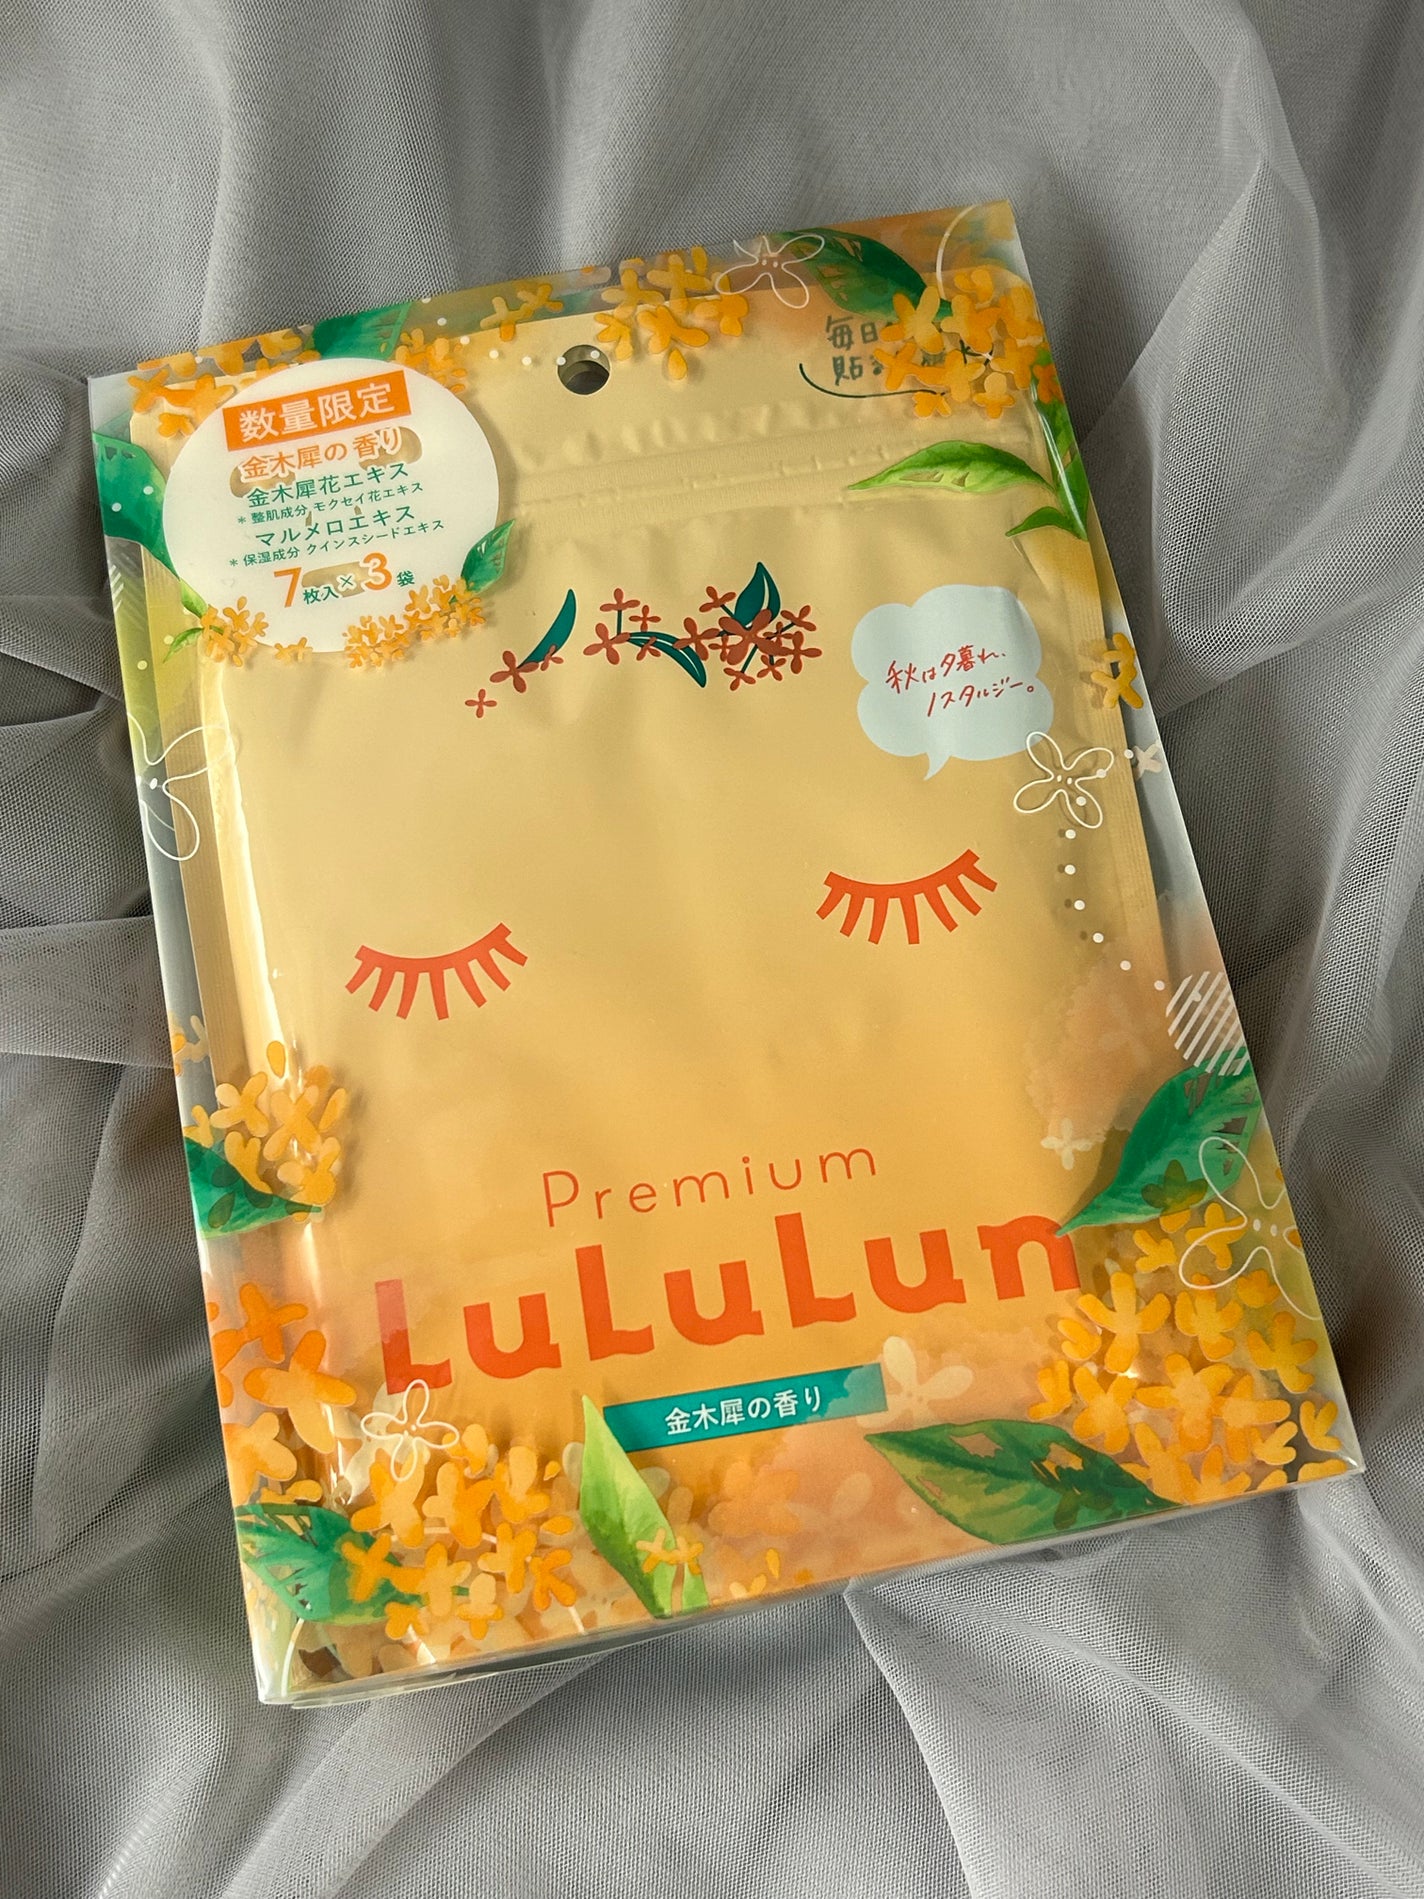 数量限定
金木犀の香り
金木犀花エキス
*整肌成分 モクセイ花エキス
マルメロエキス
*保湿成分 クインスシードエキス
7枚入×3袋
毎日
貼
秋は夕暮れ、
ノスタルジー。
Premium
LuLuLun
金木犀の香り